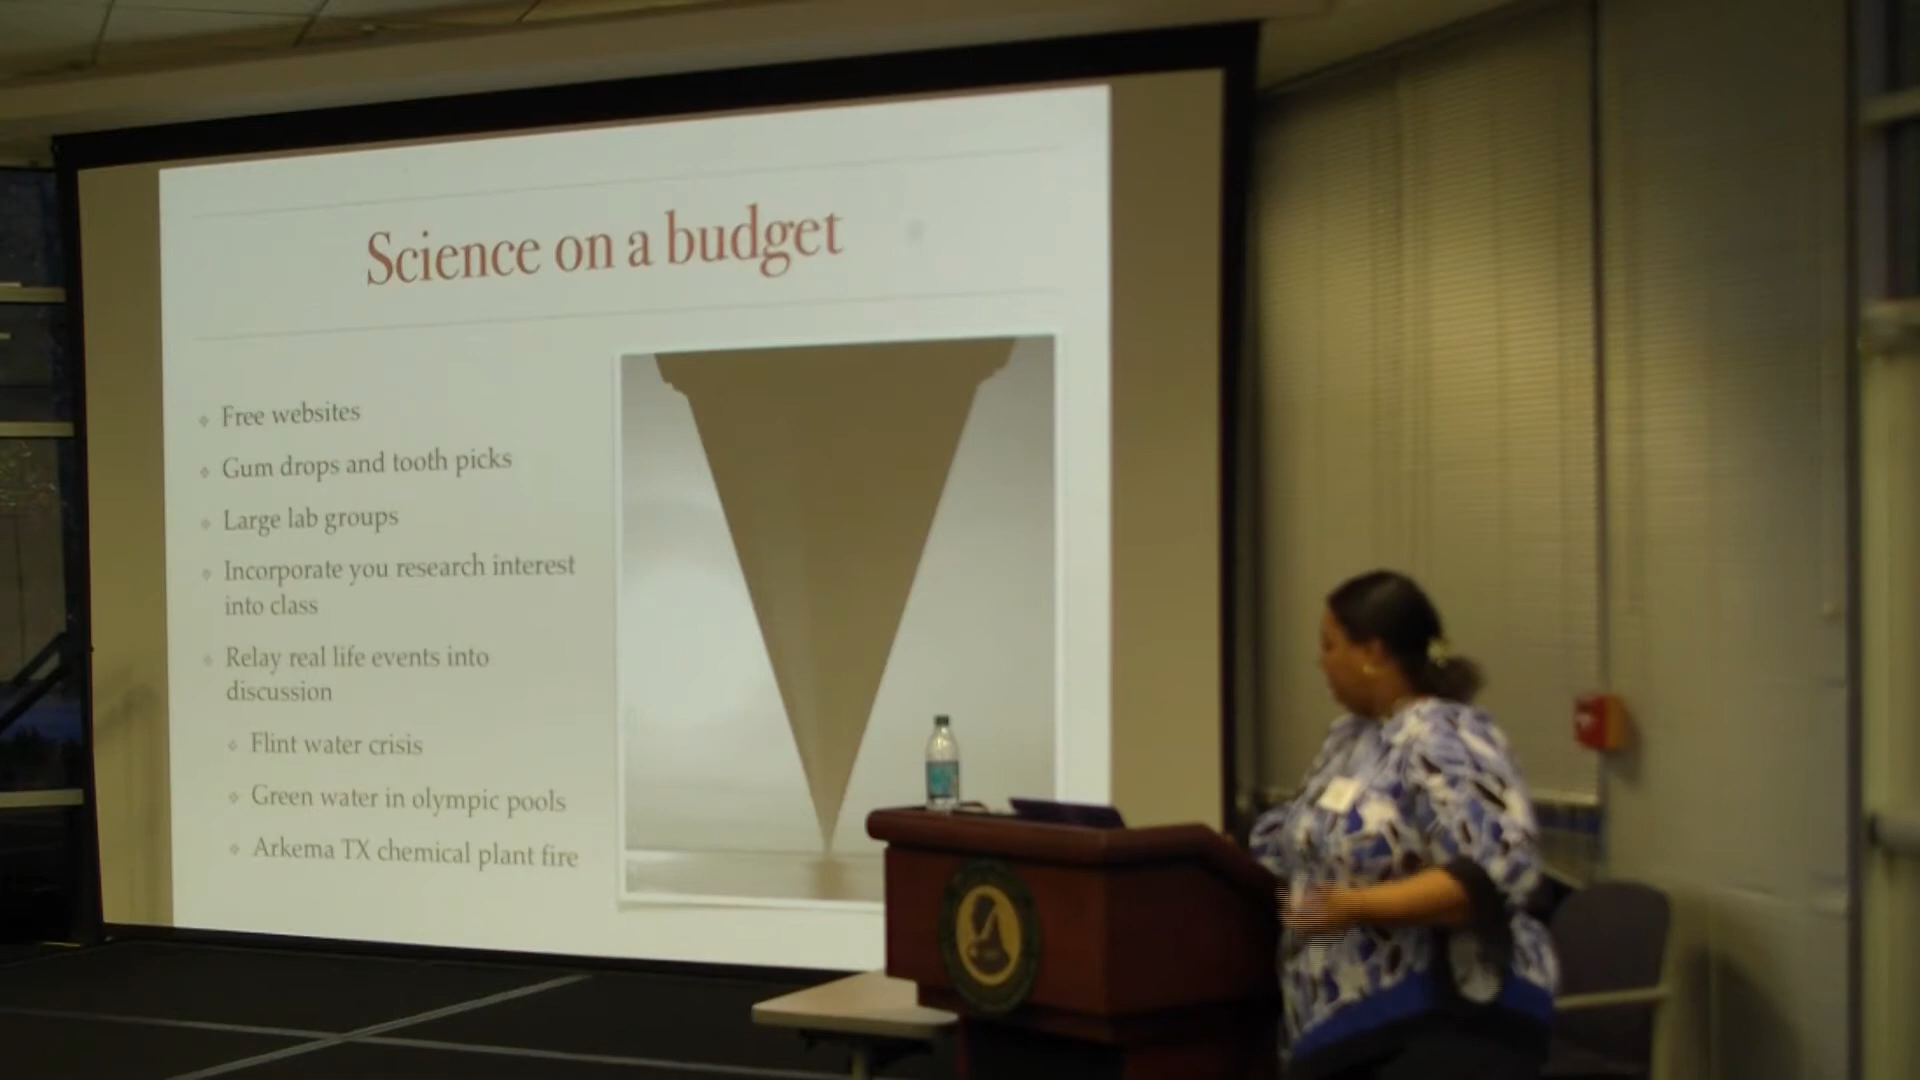 Science on a budget
Free websites
Gum drops and tooth picks
Large lab groups
Incorporate you research interest
into class
Relay real life events into
discussion
Flint water crisis
Green water in olympic pools
Arkema TX chemical plant fire